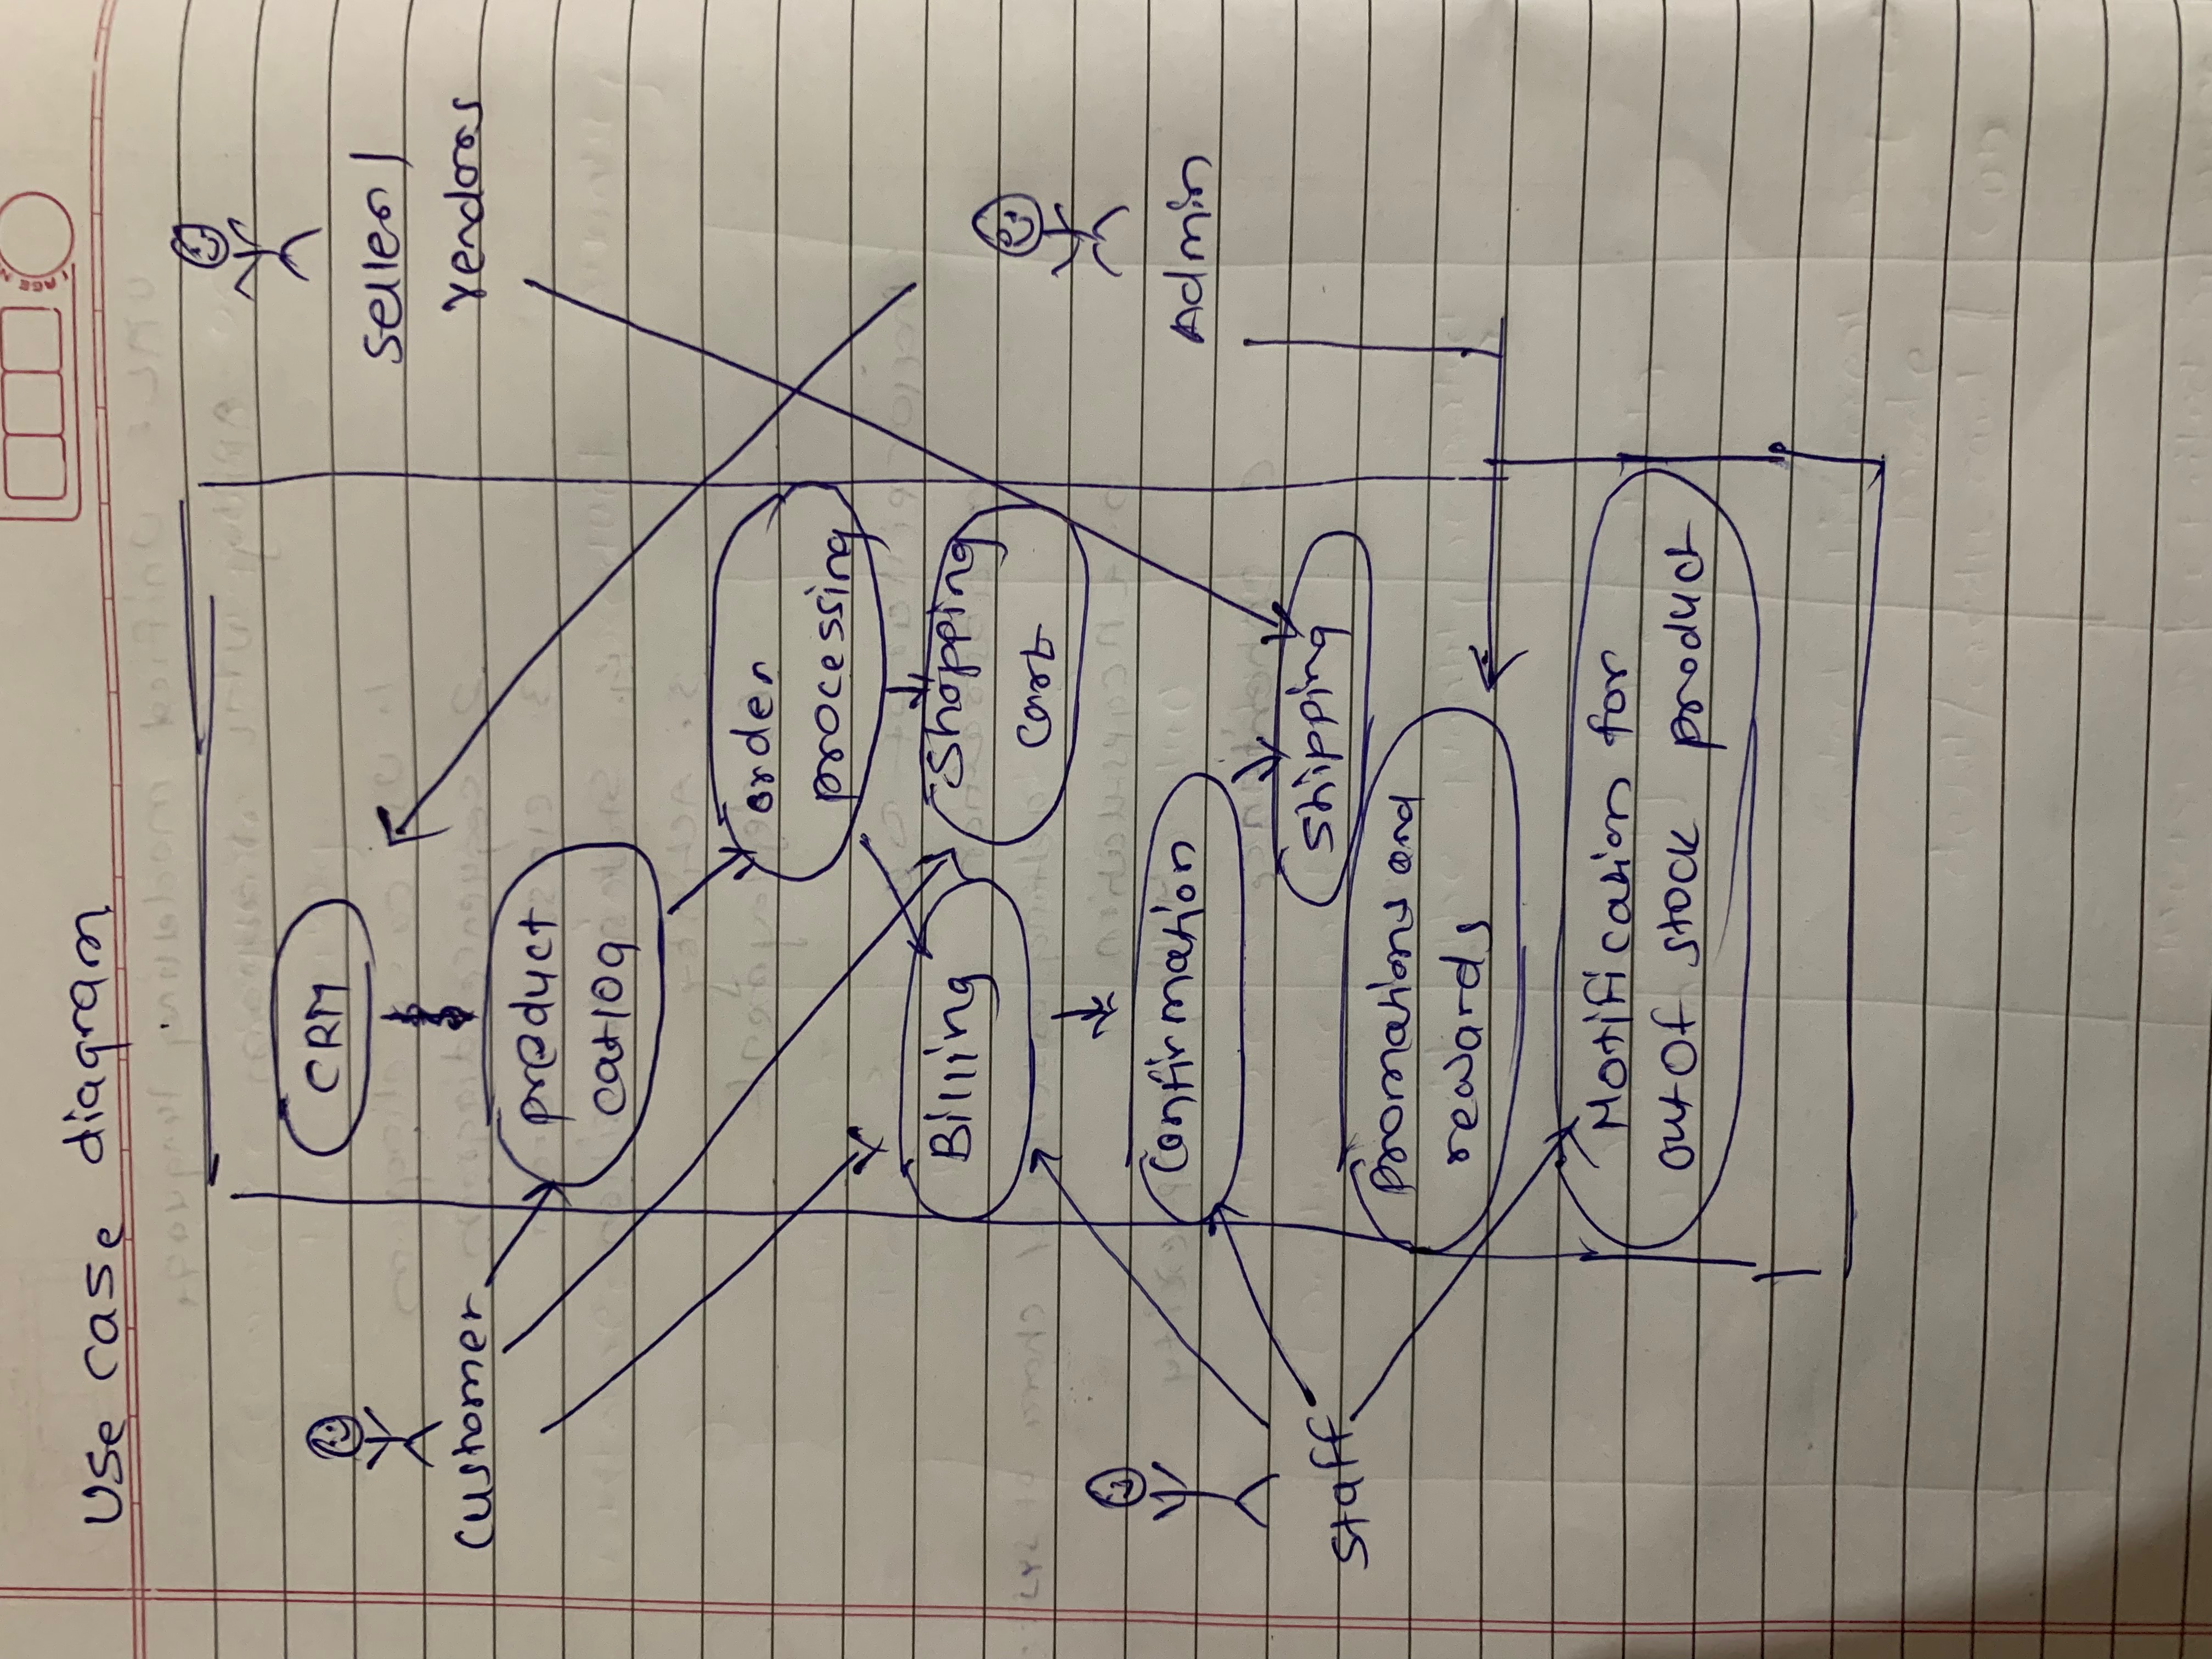 Use case diagram
CRM
customer
seller/
vendors
product
catlog
order
processing
Billing
shopping
cart
confirmation
Admin
shipping
staff
promations and
rewards
Notification for
out Of stock product